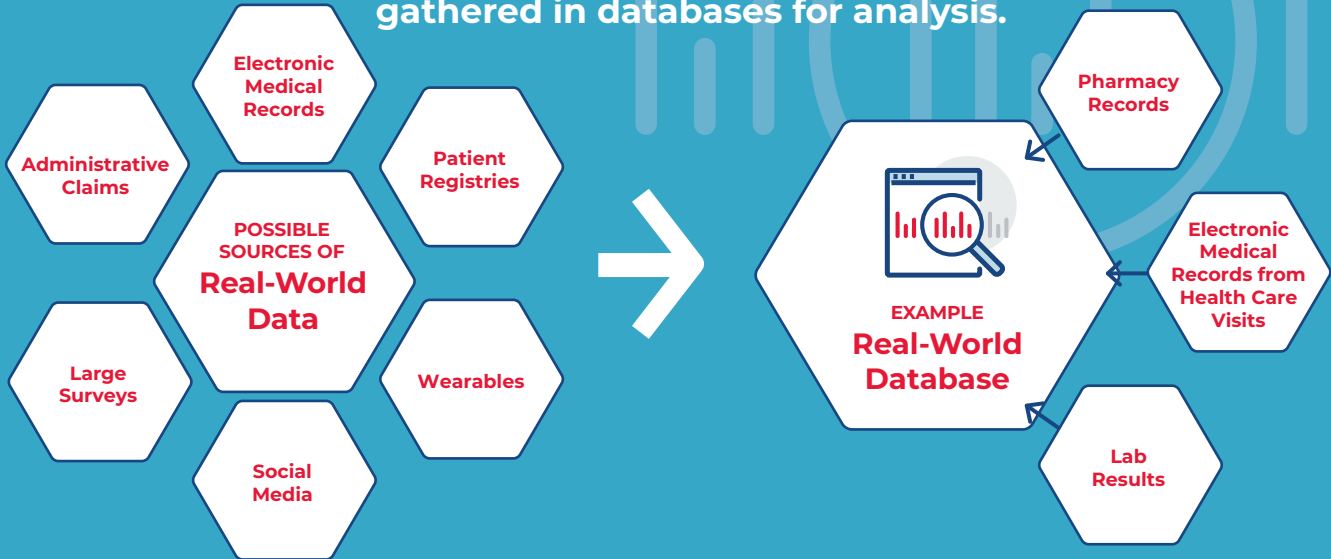 gathered in databases for analysis.
Electronic
Medical
Records
Administrative
Claims
Patient
Registries
POSSIBLE
SOURCES OF
Real-World
Data
Large
Surveys
Wearables
Social
Media
Pharmacy
Records
EXAMPLE
Real-World
Database
Electronic
Medical
Records from
Health Care
Visits
Lab
Results